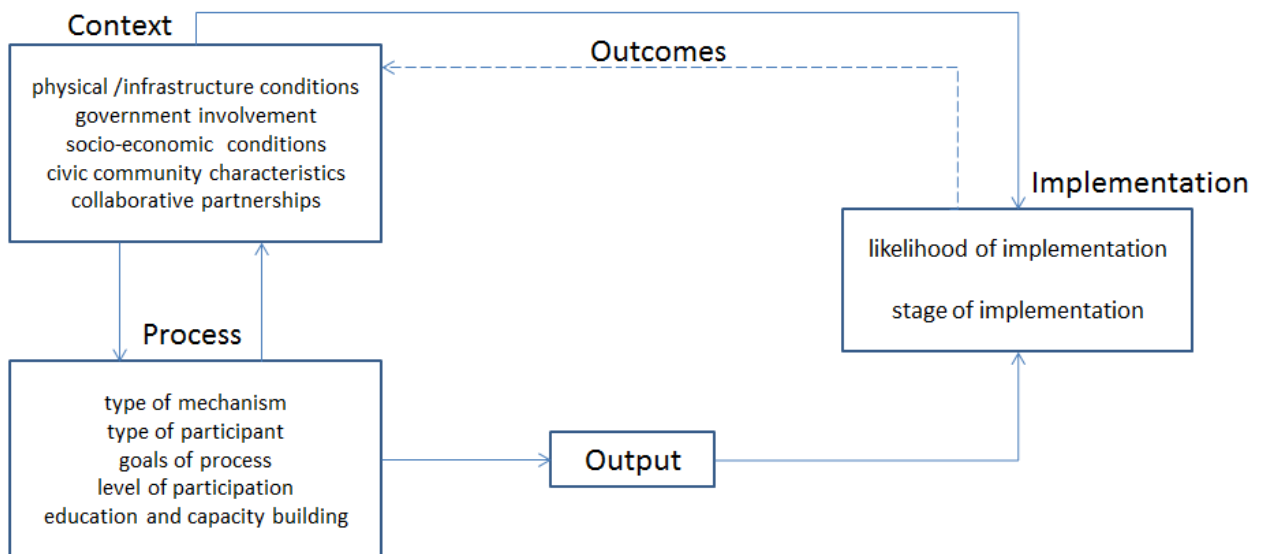 Context
physical /infrastructure conditions
government involvement
socio-economic conditions
civic community characteristics
collaborative partnerships
Outcomes
Implementation
likelihood of implementation
stage of implementation
Process
type of mechanism
type of participant
goals of process
level of participation
education and capacity building
Output